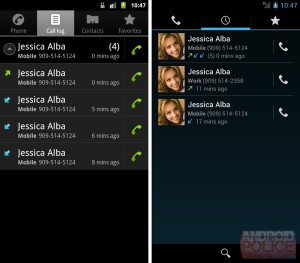 10:47
Phone
Call log
Contacts
Favorites
Jessica Alba (4)
Mobile 909-514-5124 0 mins ago
Jessica Alba
Mobile 909-514-5124 0 mins ago
Jessica Alba
Mobile 909-514-5124 5 mins ago
Jessica Alba
Mobile 909-514-5124 6 mins ago
Jessica Alba
Mobile 909-514-5124 8 mins ago
10:47
Jessica Alba
Mobile (909) 514-5124
(5) 0 mins ago
Jessica Alba
Work (909) 514-2358
11 mins ago
Jessica Alba
Mobile (909) 514-5124
17 mins ago
ANDROID
POLICE